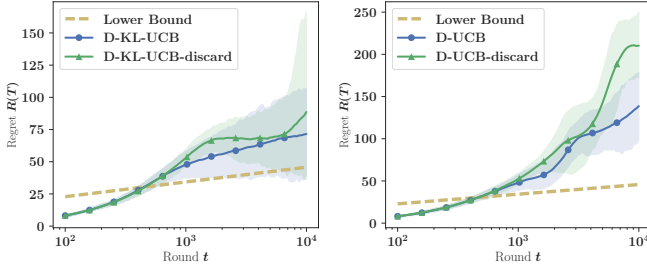 Lower Bound
D-KL-UCB
D-KL-UCB-discard
Regret R(T)
150
125
100
75
50
25
0
10^2
10^3
10^4
Round t
Lower Bound
D-UCB
D-UCB-discard
Regret R(T)
250
200
150
100
50
0
10^2
10^3
10^4
Round t